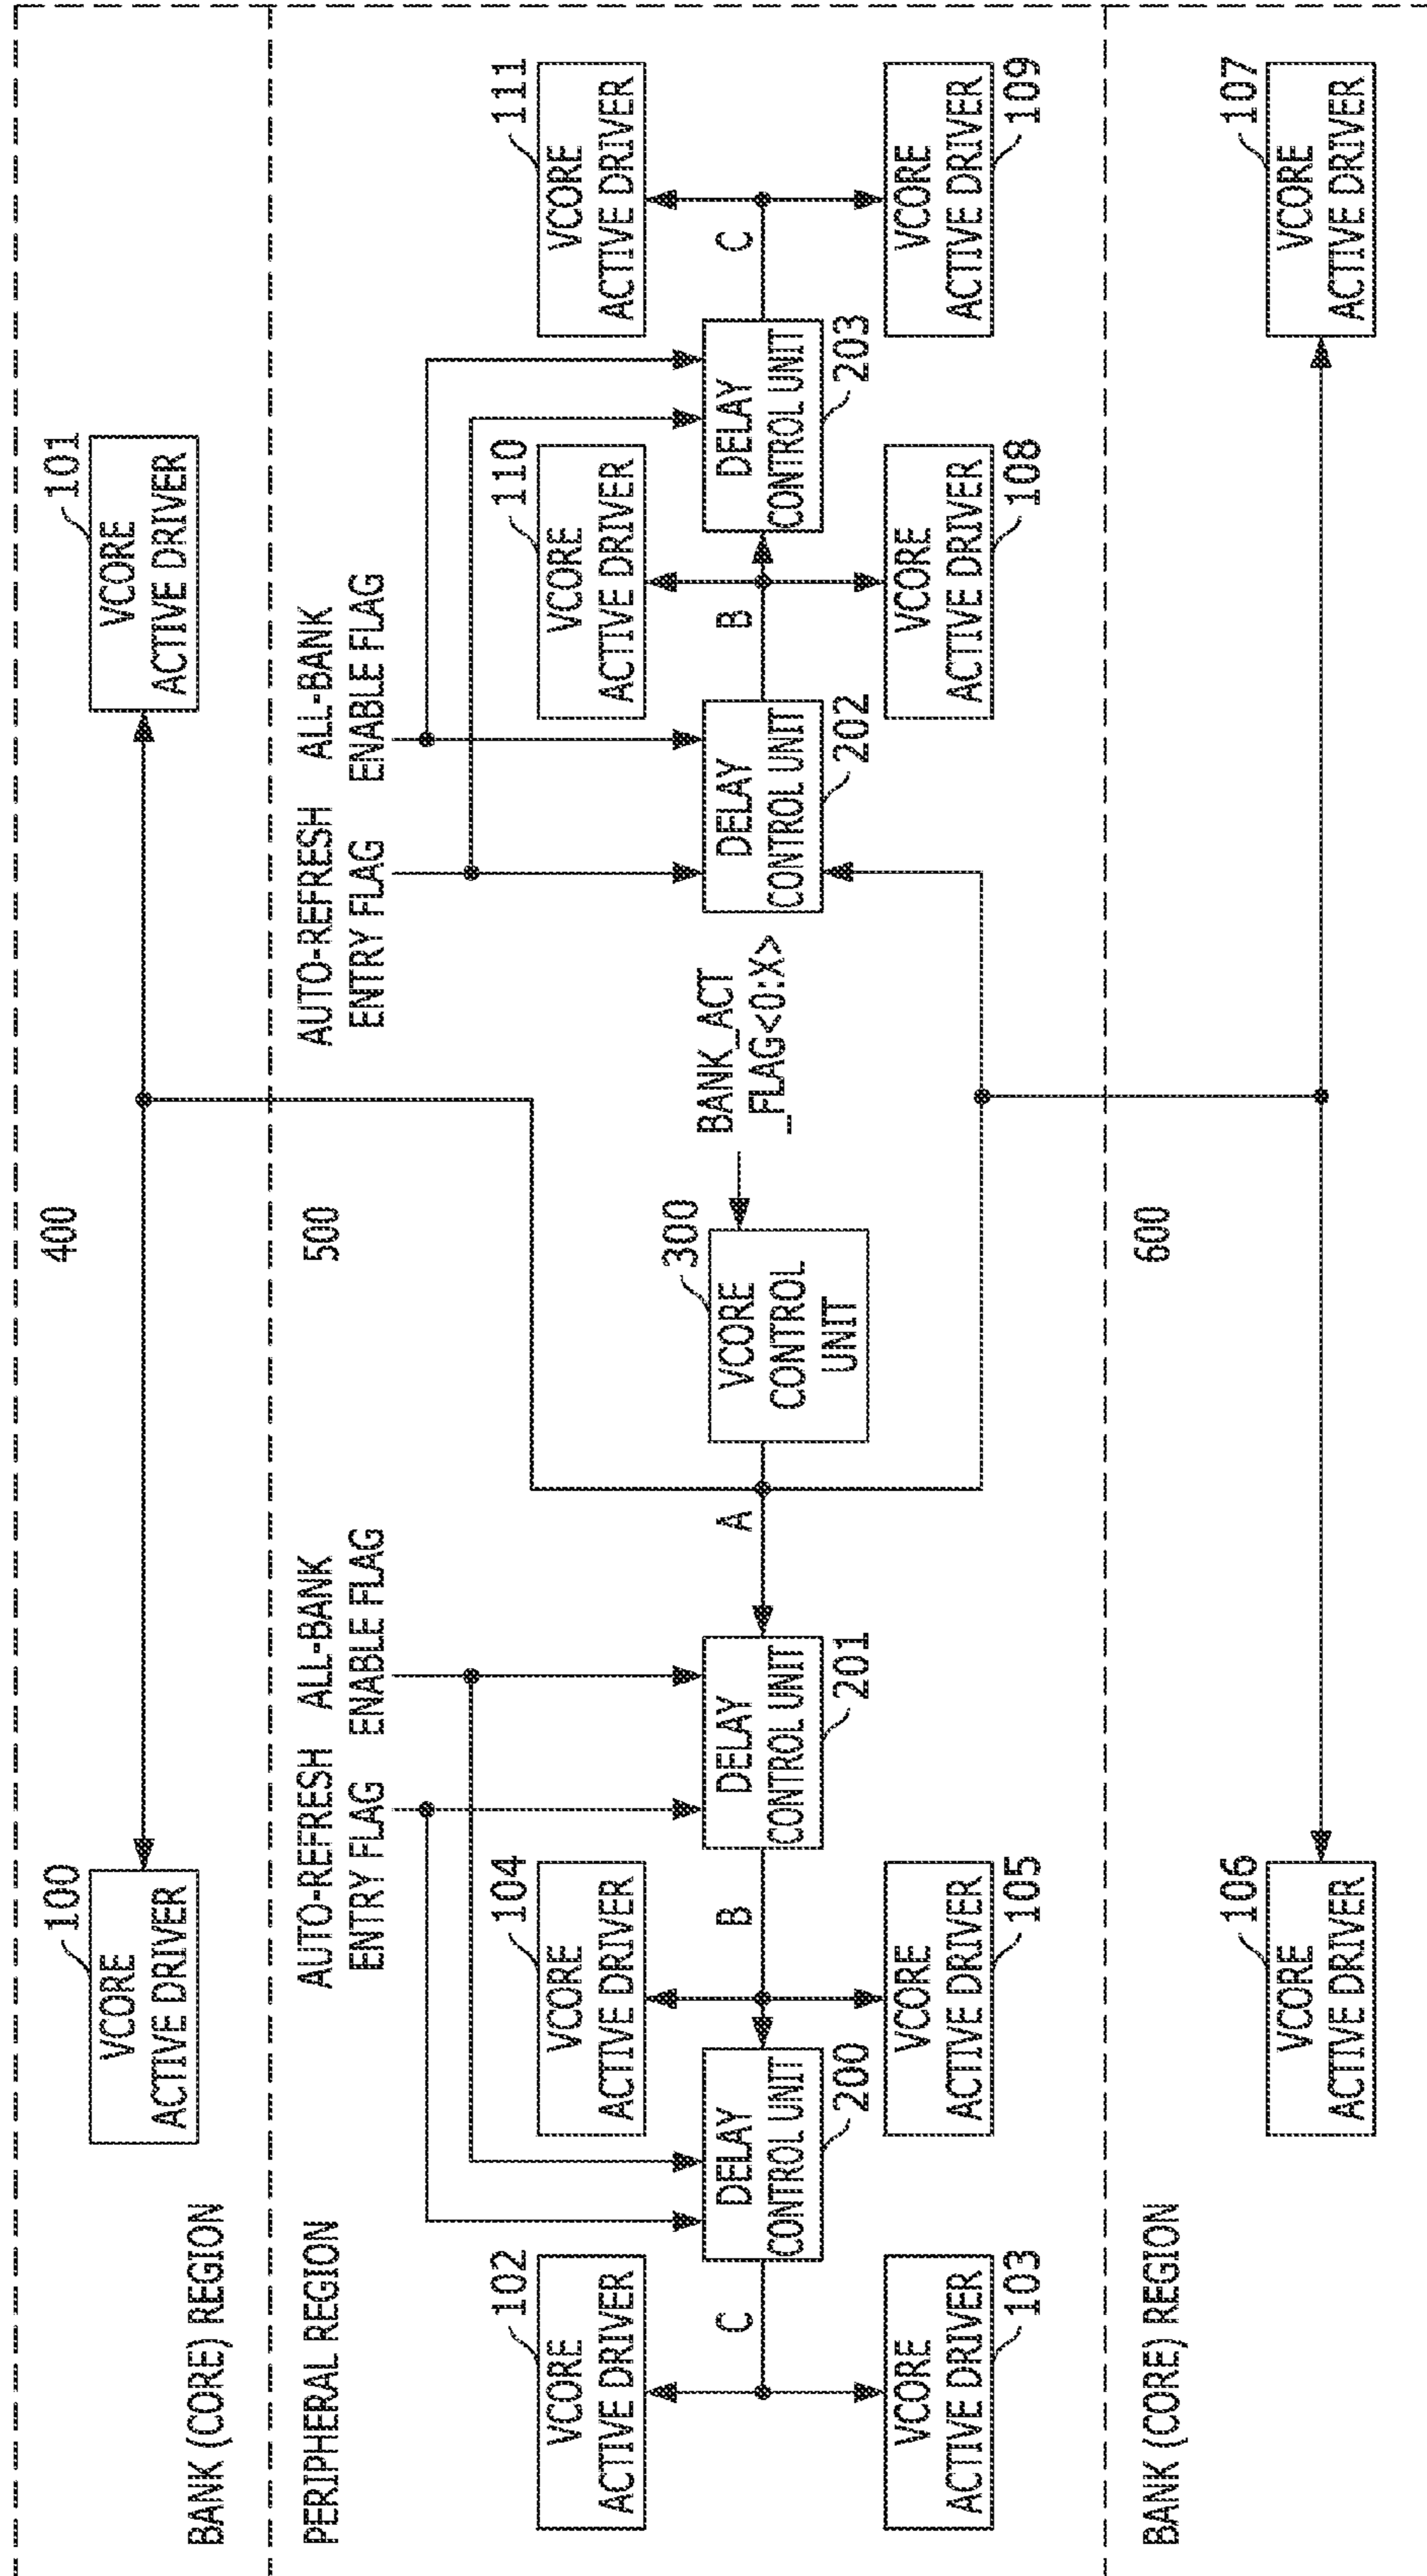 400
100
VCORE
ACTIVE DRIVER
101
VCORE
ACTIVE DRIVER
BANK (CORE) REGION
PERIPHERAL REGION
500
AUTO-REFRESH
ENTRY FLAG
ALL-BANK
ENABLE FLAG
AUTO-REFRESH
ENTRY FLAG
ALL-BANK
ENABLE FLAG
102
VCORE
ACTIVE DRIVER
104
VCORE
ACTIVE DRIVER
110
VCORE
ACTIVE DRIVER
111
VCORE
ACTIVE DRIVER
C
DELAY
CONTROL UNIT
200
B
DELAY
CONTROL UNIT
201
A
300
VCORE
CONTROL
UNIT
BANK_ACT
_FLAG<0:X>
DELAY
CONTROL UNIT
202
B
DELAY
CONTROL UNIT
203
C
VCORE
ACTIVE DRIVER
103
VCORE
ACTIVE DRIVER
105
VCORE
ACTIVE DRIVER
108
VCORE
ACTIVE DRIVER
109
BANK (CORE) REGION
600
106
VCORE
ACTIVE DRIVER
107
VCORE
ACTIVE DRIVER